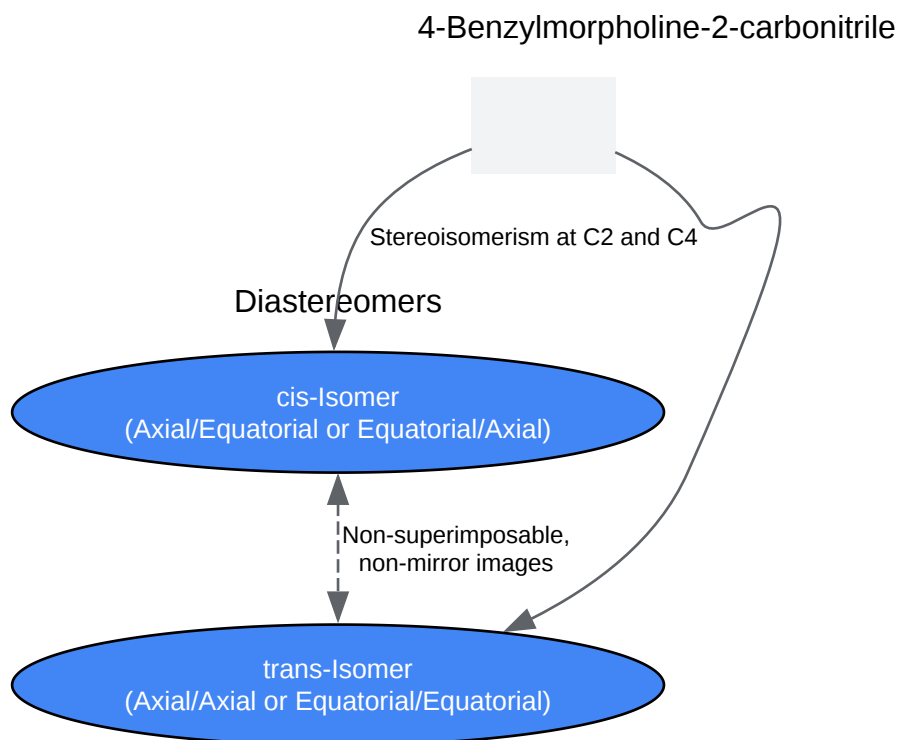 4-Benzylmorpholine-2-carbonitrile
Stereoisomerism at C2 and C4
Diastereomers
cis-Isomer
(Axial/Equatorial or Equatorial/Axial)
Non-superimposable,
non-mirror images
trans-Isomer
(Axial/Axial or Equatorial/Equatorial)